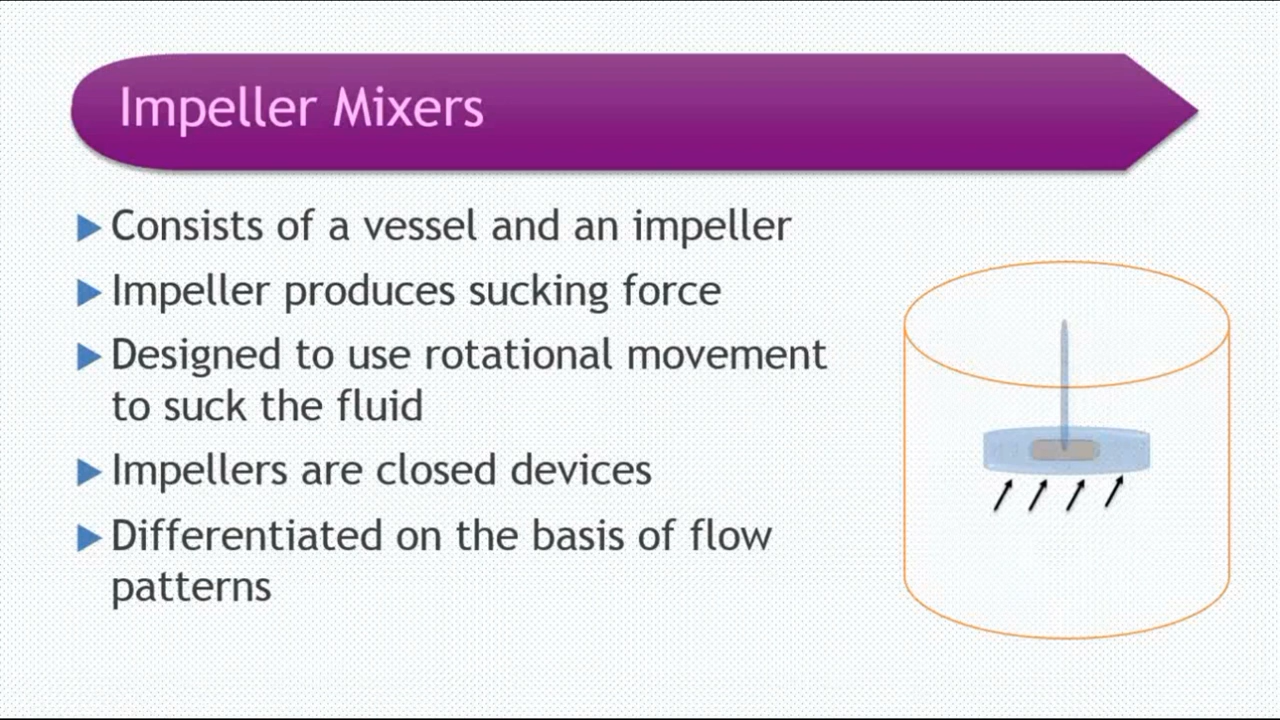 Impeller Mixers
Consists of a vessel and an impeller
Impeller produces sucking force
Designed to use rotational movement
to suck the fluid
Impellers are closed devices
Differentiated on the basis of flow
patterns